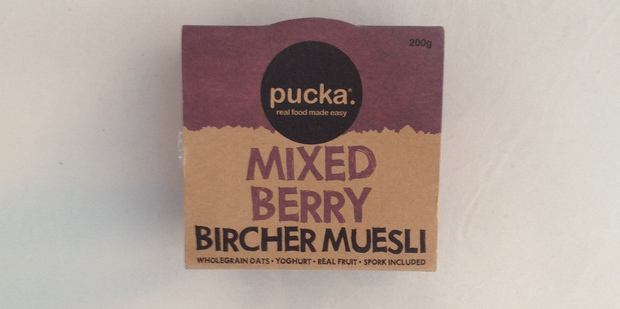 200g
pucka.
real food made easy
MIXED
BERRY
BIRCHER MUESLI
WHOLEGRAIN OATS • YOGHURT • REAL FRUIT • SPORK INCLUDED